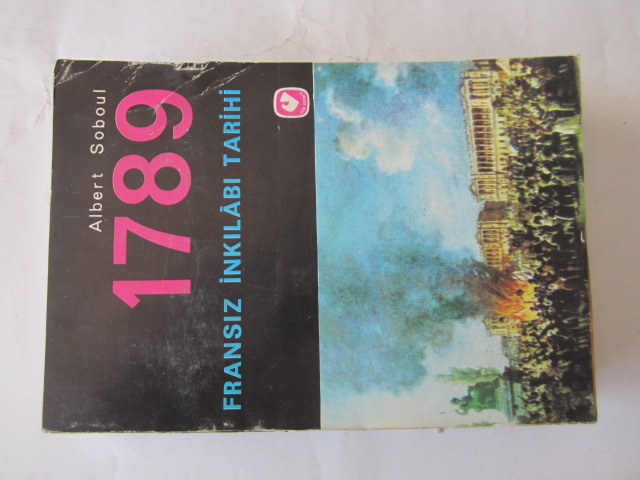 Albert Soboul
1789
FRANSIZ İNKILÂBI TARİHİ